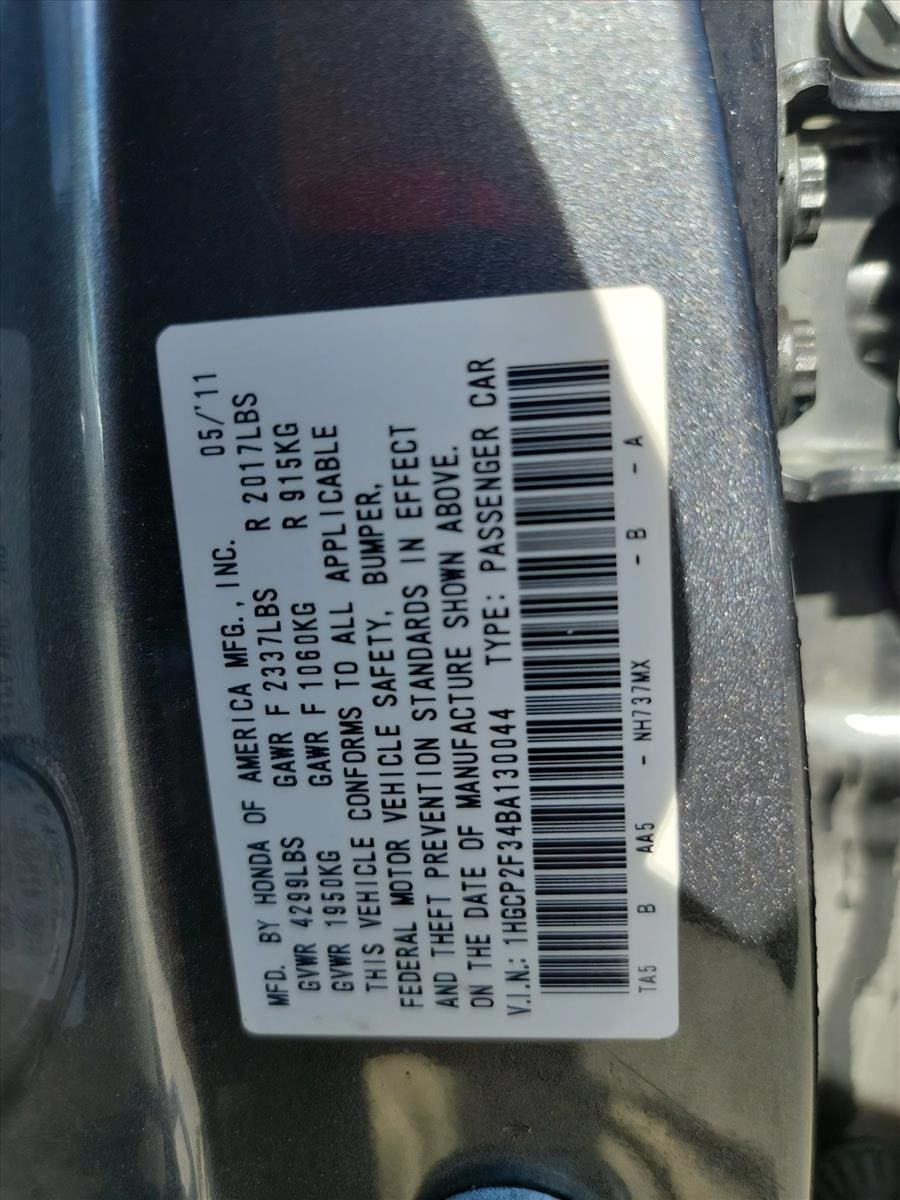 MFD. BY HONDA OF AMERICA MFG., INC. 05/'11
GVWR 4299LBS GAWR F 2337LBS R 2017LBS
GVWR 1950KG GAWR F 1060KG R 915KG
THIS VEHICLE CONFORMS TO ALL APPLICABLE
FEDERAL MOTOR VEHICLE SAFETY, BUMPER,
AND THEFT PREVENTION STANDARDS IN EFFECT
ON THE DATE OF MANUFACTURE SHOWN ABOVE.
V.I.N.: 1HGCP2F34BA130044 TYPE: PASSENGER CAR
TA5 B AA5 - NH737MX - B - A